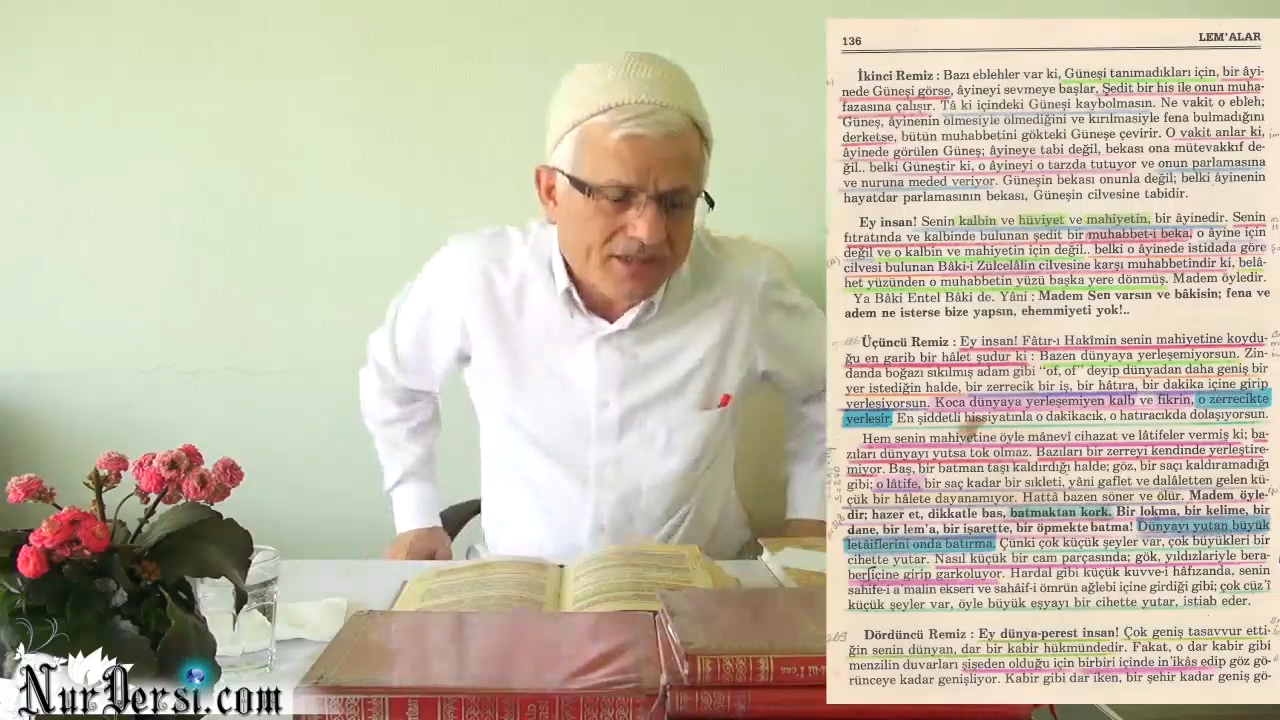 136
LEM'ALAR
İkinci Remiz : Bazı eblehler var ki, Güneşi tanımadıkları için, bir âyi-
nede Güneşi görse, âyineyi sevmeye başlar. Şedit bir his ile onun muha-
fazasına çalışır. Tâ ki içindeki Güneşi kaybolmasın. Ne vakit o ebleh;
Güneş, âyinenin ölmesiyle ölmediğini ve kırılmasiyle fena bulmadığını
derketse, bütün muhabbetini gökteki Güneşe çevirir. O vakit anlar ki,
âyinede görülen Güneş; âyineye tabi değil, bekası ona mütevakkıf de-
ğil.. belki Güneştir ki, o âyineyi o tarzda tutuyor ve onun parlamasına
ve nuruna meded veriyor. Güneşin bekası onunla değil; belki âyinenin
hayatdar parlamasının bekası, Güneşin cilvesine tabidir.
Ey insan! Senin kalbin ve hüviyet ve mahiyetin, bir âyinedir. Senin
fıtratında ve kalbinde bulunan şedit bir muhabbet-i beka, o âyine için
değil ve o kalbin ve mahiyetin için değil.. belki o âyinede istidada göre
cilvesi bulunan Bâki-i Zülcelâlin cilvesine karşı muhabbetindir ki, belâ-
het yüzünden o muhabbetin yüzü başka yere dönmüş. Madem öyledir.
Ya Bâki Entel Bâki de. Yâni : Madem Sen varsın ve bâkisin; fena ve
adem ne isterse bize yapsın, ehemmiyeti yok!..
Üçüncü Remiz : Ey insan! Fâtır-ı Hakîmin senin mahiyetine koydu-
ğu en garib bir hâlet şudur ki : Bazen dünyaya yerleşemiyorsun. Zin-
danda boğazı sıkılmış adam gibi "of, of" deyip dünyadan daha geniş bir
yer istediğin halde, bir zerrecik bir iş, bir hâtıra, bir dakika içine girip
yerleşiyorsun. Koca dünyaya yerleşemiyen kalb ve fikrin, o zerrecikte
yerleşir. En şiddetli hissiyatınla o dakikacık, o hatıracıkda dolaşıyorsun.
Hem senin mahiyetine öyle mânevî cihazat ve lâtifeler vermiş ki; ba-
zıları dünyayı yutsa tok olmaz. Bazıları bir zerreyi kendinde yerleştire-
miyor. Baş, bir batman taşı kaldırdığı halde; göz, bir saçı kaldıramadığı
gibi; o lâtife, bir saç kadar bir sıkleti, yâni gaflet ve dalâletten gelen kü-
çük bir hâlete dayanamıyor. Hattâ bazen söner ve ölür. Madem öyle-
dir; hazer et, dikkatle bas, batmaktan kork. Bir lokma, bir kelime, bir
dane, bir lem'a, bir işarette, bir öpmekte batma! Dünyayı yutan büyük
letâiflerini onda batırma. Çünki çok küçük şeyler var, çok büyükleri bir
cihette yutar. Nasıl küçük bir cam parçasında; gök, yıldızlariyle bera-
ber içine girip garkoluyor. Hardal gibi küçük kuvve-i hâfızanda, senin
sahife-i a'malin ekseri ve sahâif-i ömrün ağlebi içine girdiği gibi; çok cüz'î
küçük şeyler var, öyle büyük eşyayı bir cihette yutar, istiab eder.
Dördüncü Remiz : Ey dünya-perest insan! Çok geniş tasavvur etti-
ğin senin dünyan, dar bir kabir hükmündedir. Fakat, o dar kabir gibi
menzilin duvarları şişeden olduğu için birbiri içinde in'ikâs edip göz gö-
rünceye kadar genişliyor. Kabir gibi dar iken, bir şehir kadar geniş gö-
NurDersi.com